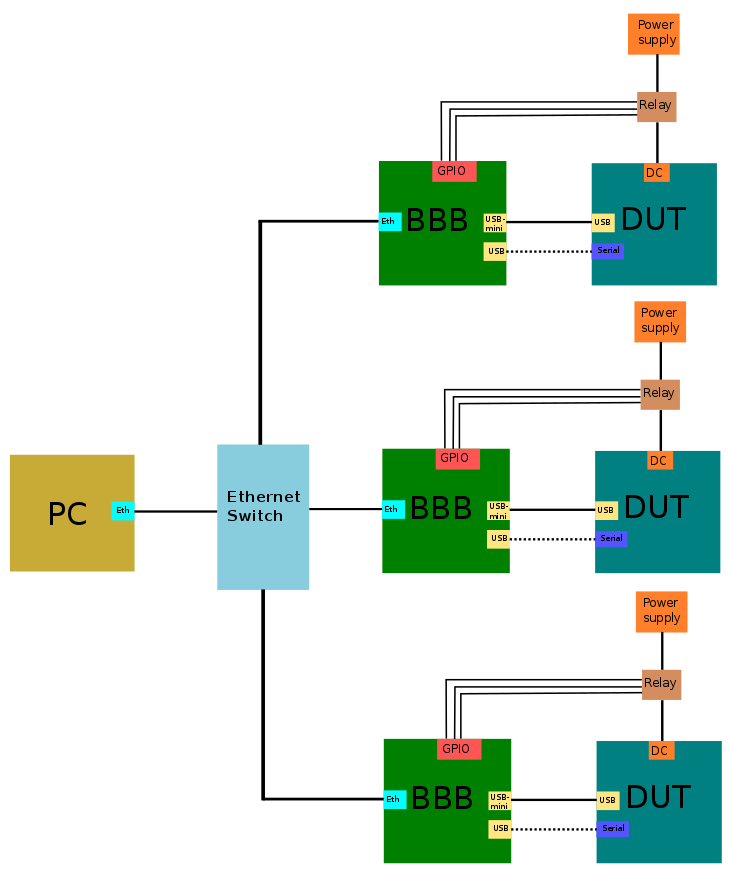 Power
supply
Relay
GPIO
DC
Eth
BBB
USB-
mini
USB
DUT
USB
Serial
Power
supply
Relay
GPIO
DC
PC
Eth
Ethernet
Switch
Eth
BBB
USB-
mini
USB
DUT
USB
Serial
Power
supply
Relay
GPIO
DC
Eth
BBB
USB-
mini
USB
DUT
USB
Serial